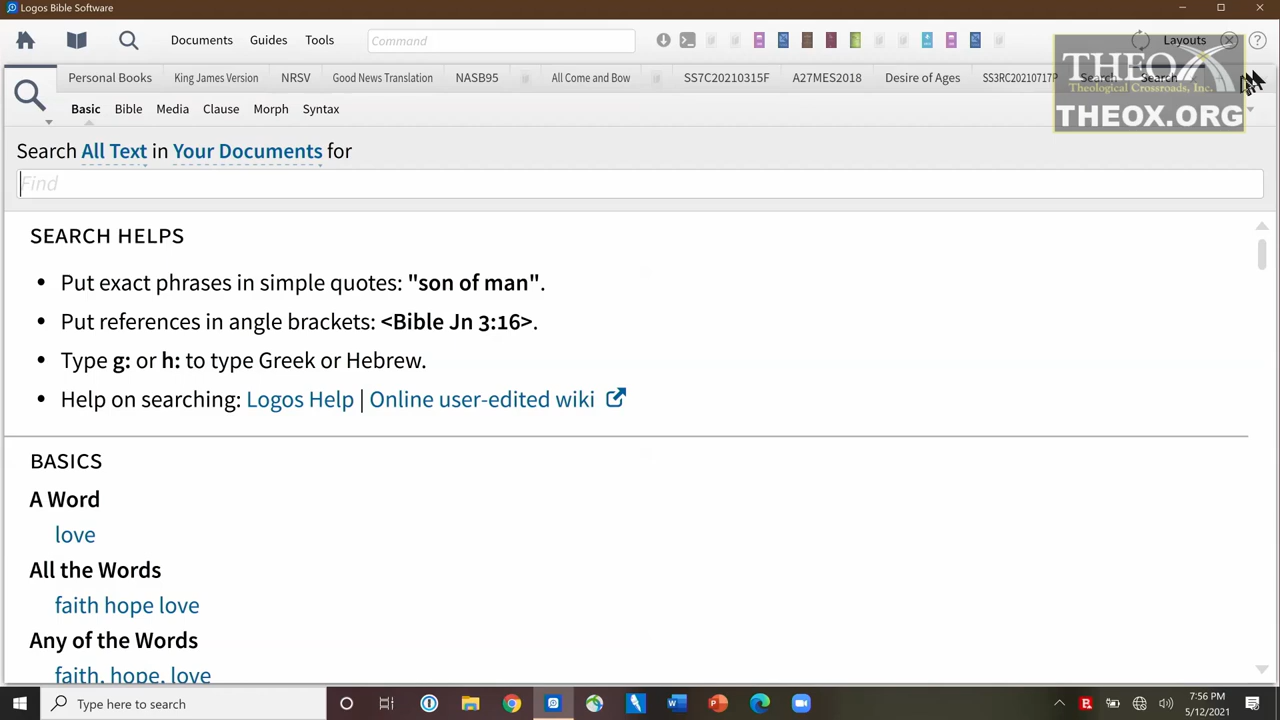 Logos Bible Software
Documents Guides Tools Command Layouts
Personal Books King James Version NRSV Good News Translation NASB95 All Come and Bow SS7C20210315F A27MES2018 Desire of Ages SS3RC20210717P Search Search
THEOX
Theological Crossroads, Inc.
THEOX.ORG
Basic Bible Media Clause Morph Syntax
Search All Text in Your Documents for
Find
SEARCH HELPS
• Put exact phrases in simple quotes: "son of man".
• Put references in angle brackets: <Bible Jn 3:16>.
• Type g: or h: to type Greek or Hebrew.
• Help on searching: Logos Help | Online user-edited wiki
BASICS
A Word
love
All the Words
faith hope love
Any of the Words
faith, hope, love
Type here to search
7:56 PM
5/12/2021